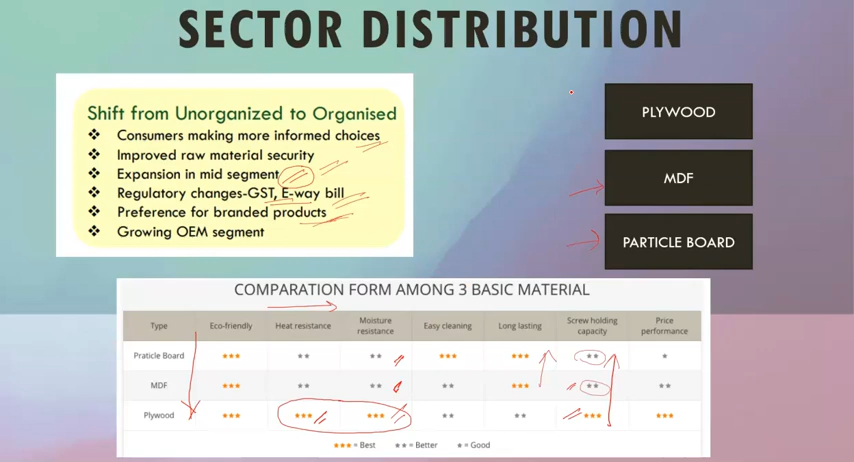 SECTOR DISTRIBUTION
Shift from Unorganized to Organised
❖ Consumers making more informed choices
❖ Improved raw material security
❖ Expansion in mid segment
❖ Regulatory changes-GST, E-way bill
❖ Preference for branded products
❖ Growing OEM segment
PLYWOOD
MDF
PARTICLE BOARD
COMPARATION FORM AMONG 3 BASIC MATERIAL
Type Eco-friendly Heat resistance Moisture resistance Easy cleaning Long lasting Screw holding capacity Price performance
Praticle Board ★★★ ★★ ★★ ★★★ ★★★ ★★ ★
MDF ★★★ ★★ ★★ ★★ ★★★ ★★ ★★
Plywood ★★★ ★★★ ★★★ ★★ ★★ ★★★ ★★★
★★★ = Best ★★ = Better ★ = Good